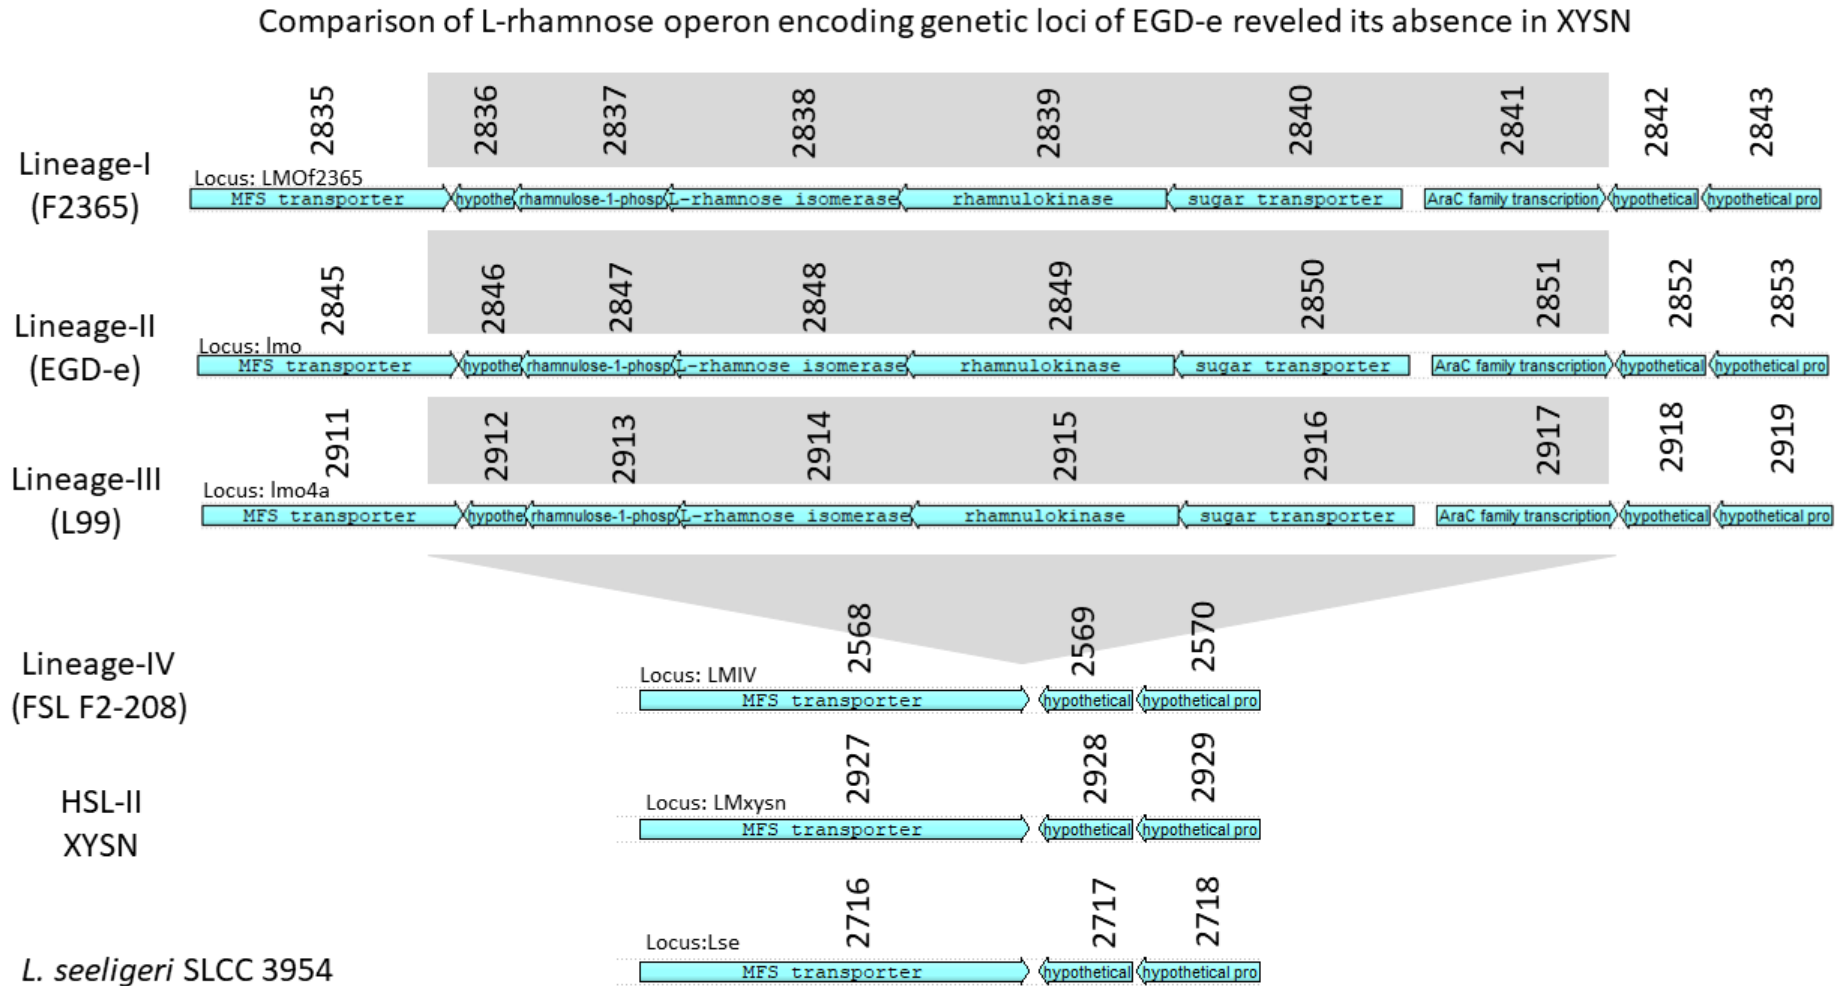 Comparison of L-rhamnose operon encoding genetic loci of EGD-e reveled its absence in XYSN
2835 2836 2837 2838 2839 2840 2841 2842 2843
Lineage-I
(F2365)
Locus: LMOf2365
MFS transporter hypothe rhamnulose-1-phosp L-rhamnose isomerase rhamnulokinase sugar transporter AraC family transcription hypothetical hypothetical pro
2845 2846 2847 2848 2849 2850 2851 2852 2853
Lineage-II
(EGD-e)
Locus: lmo
MFS transporter hypothe rhamnulose-1-phosp L-rhamnose isomerase rhamnulokinase sugar transporter AraC family transcription hypothetical hypothetical pro
2911 2912 2913 2914 2915 2916 2917 2918 2919
Lineage-III
(L99)
Locus: lmo4a
MFS transporter hypothe rhamnulose-1-phosp L-rhamnose isomerase rhamnulokinase sugar transporter AraC family transcription hypothetical hypothetical pro
2568 2569 2570
Lineage-IV
(FSL F2-208)
Locus: LMIV
MFS transporter hypothetical hypothetical pro
2927 2928 2929
HSL-II
XYSN
Locus: LMxysn
MFS transporter hypothetical hypothetical pro
2716 2717 2718
Locus:Lse
L. seeligeri SLCC 3954
MFS transporter hypothetical hypothetical pro